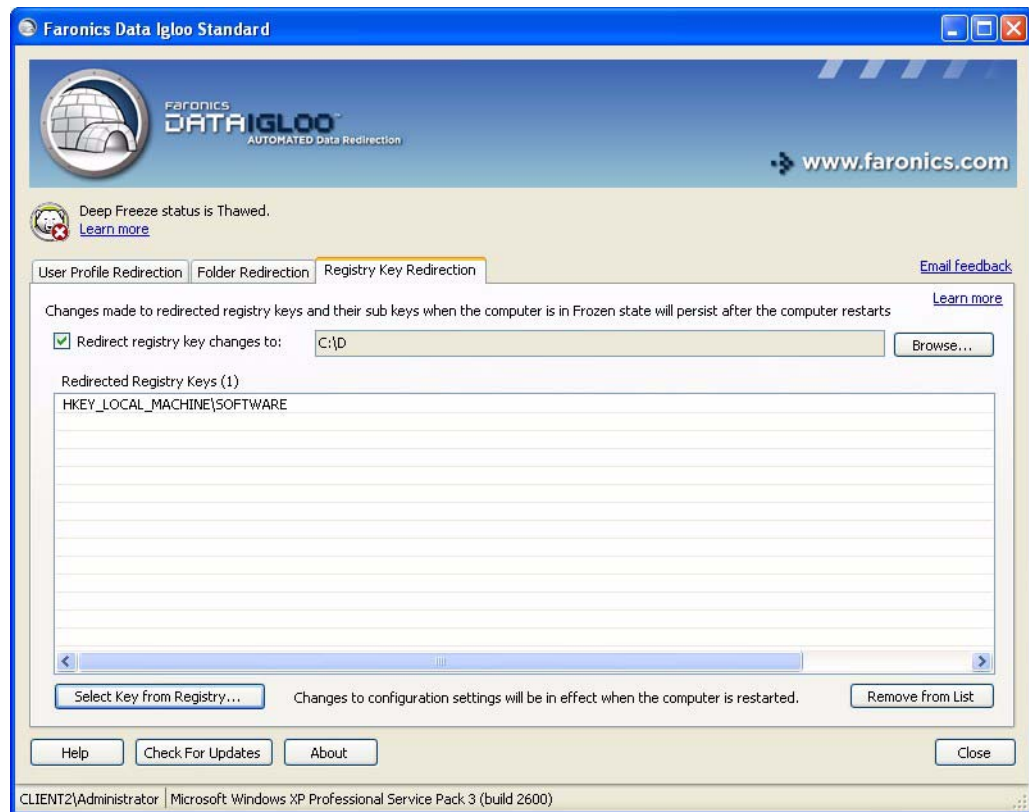 Faronics Data Igloo Standard
Faronics
DATAIGLOO
AUTOMATED Data Redirection
www.faronics.com
Deep Freeze status is Thawed.
Learn more
User Profile Redirection
Folder Redirection
Registry Key Redirection
Email feedback
Learn more
Changes made to redirected registry keys and their sub keys when the computer is in Frozen state will persist after the computer restarts
Redirect registry key changes to:
C:\D
Browse...
Redirected Registry Keys (1)
HKEY_LOCAL_MACHINE\SOFTWARE
Select Key from Registry...
Changes to configuration settings will be in effect when the computer is restarted.
Remove from List
Help
Check For Updates
About
Close
CLIENT2\Administrator
Microsoft Windows XP Professional Service Pack 3 (build 2600)